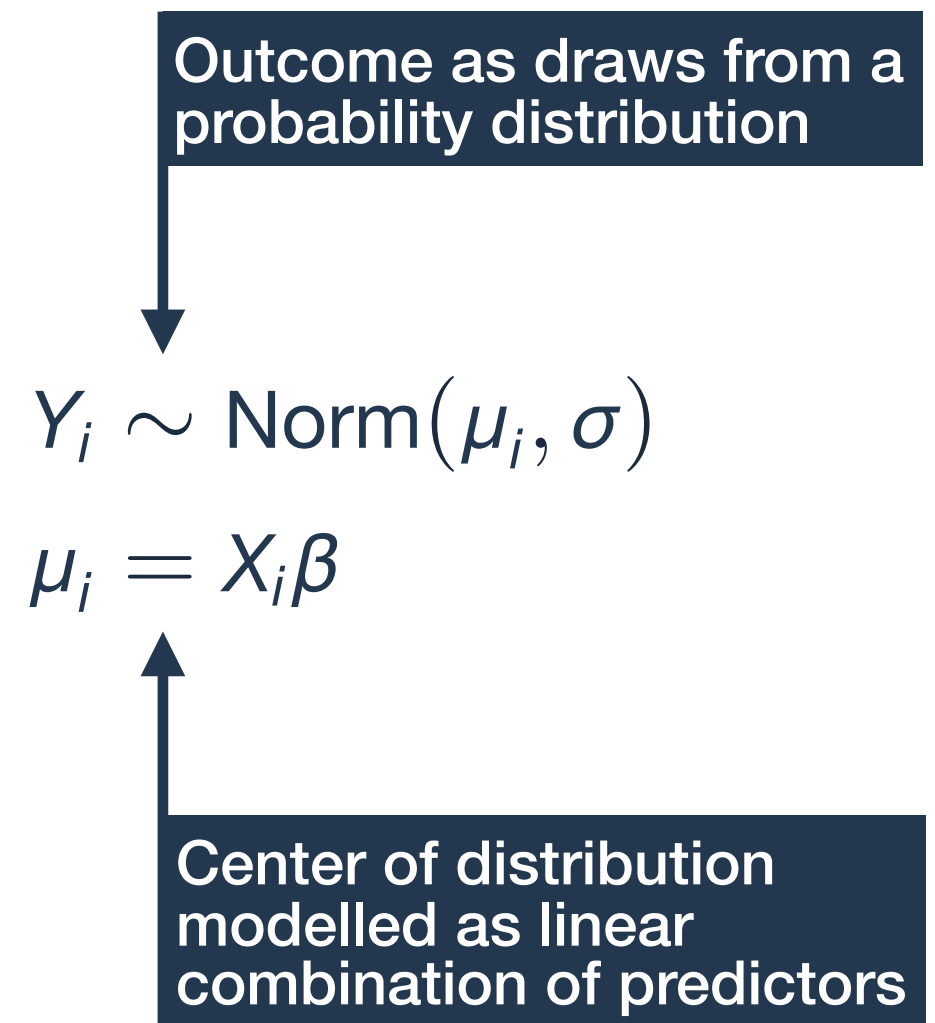 Outcome as draws from a
probability distribution
Yᵢ ∼ Norm(μᵢ, σ)
μᵢ = Xᵢβ
Center of distribution
modelled as linear
combination of predictors